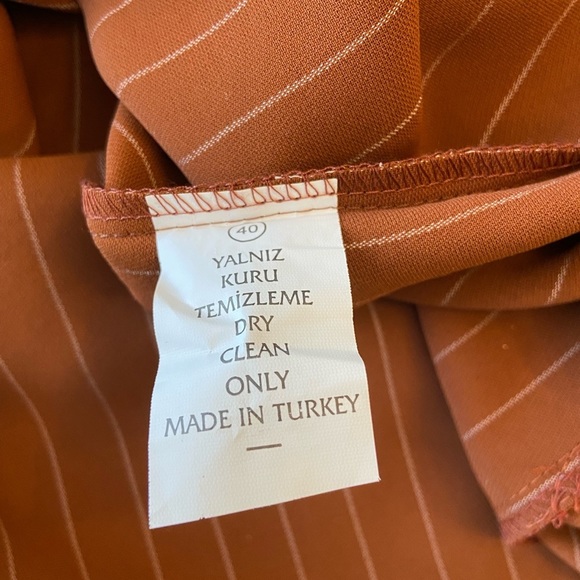 40
YALNIZ
KURU
TEMİZLEME
DRY
CLEAN
ONLY
MADE IN TURKEY